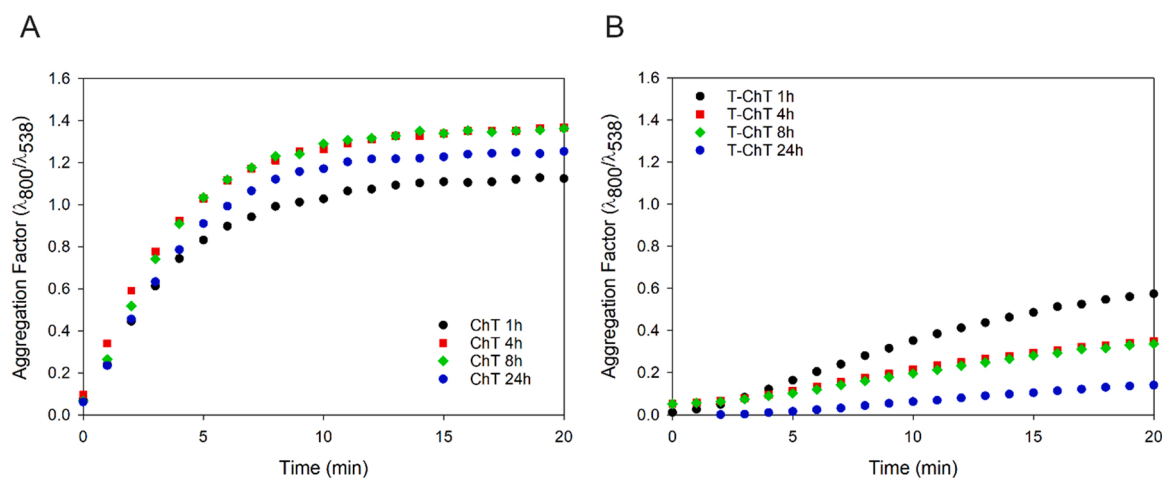 A
Aggregation Factor (λ800/λ538)
1.6
1.4
1.2
1.0
0.8
0.6
0.4
0.2
0.0
ChT 1h
ChT 4h
ChT 8h
ChT 24h
0
5
10
15
20
Time (min)
B
Aggregation Factor (λ800/λ538)
1.6
1.4
1.2
1.0
0.8
0.6
0.4
0.2
0.0
T-ChT 1h
T-ChT 4h
T-ChT 8h
T-ChT 24h
0
5
10
15
20
Time (min)